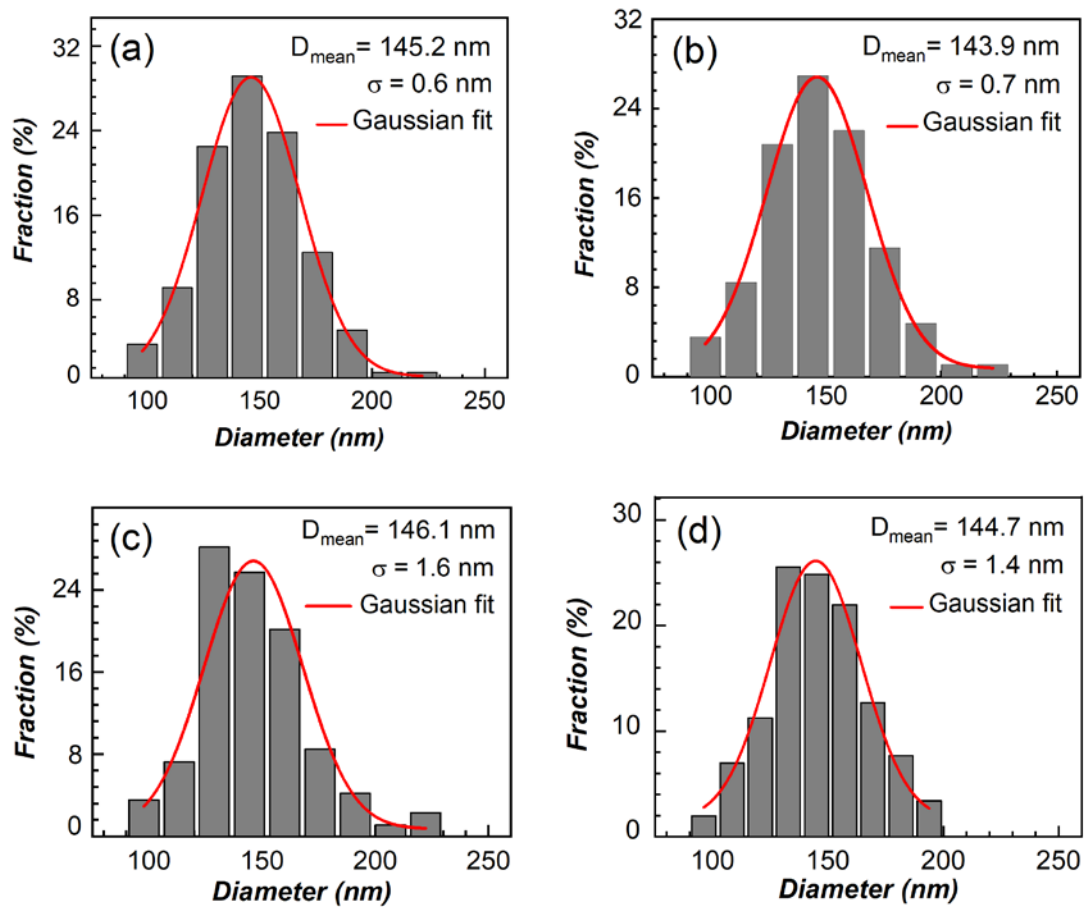 (a)
D_mean = 145.2 nm
σ = 0.6 nm
Gaussian fit
Fraction (%)
32
24
16
8
0
100 150 200 250
Diameter (nm)
(b)
D_mean = 143.9 nm
σ = 0.7 nm
Gaussian fit
Fraction (%)
32
24
16
8
0
100 150 200 250
Diameter (nm)
(c)
D_mean= 146.1 nm
σ = 1.6 nm
Gaussian fit
Fraction (%)
24
16
8
0
100 150 200 250
Diameter (nm)
(d)
D_mean= 144.7 nm
σ = 1.4 nm
Gaussian fit
Fraction (%)
30
20
10
0
100 150 200 250
Diameter (nm)